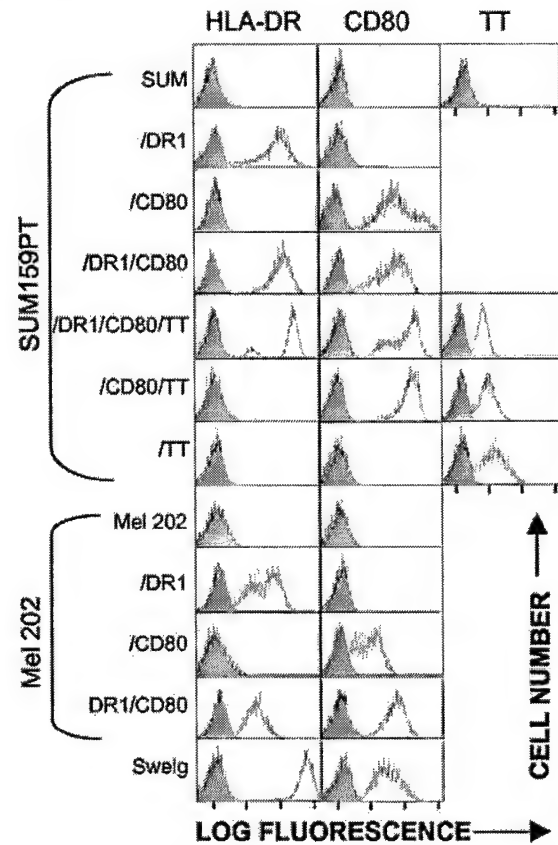 HLA-DR CD80 TT
SUM
/DR1
/CD80
/DR1/CD80
/DR1/CD80/TT
/CD80/TT
/TT
SUM159PT
Mel 202
/DR1
/CD80
DR1/CD80
Mel 202
Swelg
CELL NUMBER
LOG FLUORESCENCE